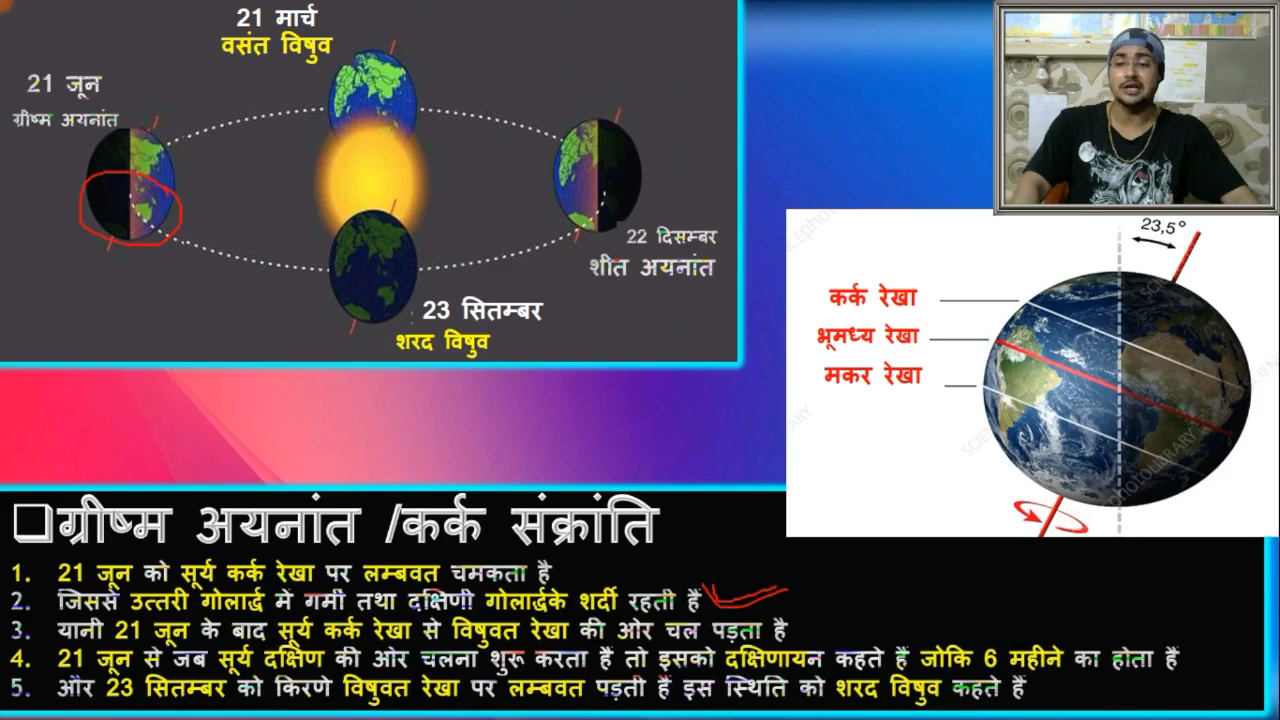 21 मार्च
वसंत विषुव
21 जून
ग्रीष्म अयनांत
22 दिसम्बर
शीत अयनांत
23 सितम्बर
शरद विषुव
23,5°
कर्क रेखा
भूमध्य रेखा
मकर रेखा
❑ग्रीष्म अयनांत /कर्क संक्रांति
1. 21 जून को सूर्य कर्क रेखा पर लम्बवत चमकता है
2. जिससे उत्तरी गोलार्द्ध में गर्मी तथा दक्षिणी गोलार्द्धके शर्दी रहती हैं
3. यानी 21 जून के बाद सूर्य कर्क रेखा से विषुवत रेखा की ओर चल पड़ता है
4. 21 जून से जब सूर्य दक्षिण की ओर चलना शुरू करता हैं तो इसको दक्षिणायन कहते हैं जोकि 6 महीने का होता हैं
5. और 23 सितम्बर को किरणे विषुवत रेखा पर लम्बवत पड़ती हैं इस स्थिति को शरद विषुव कहते हैं